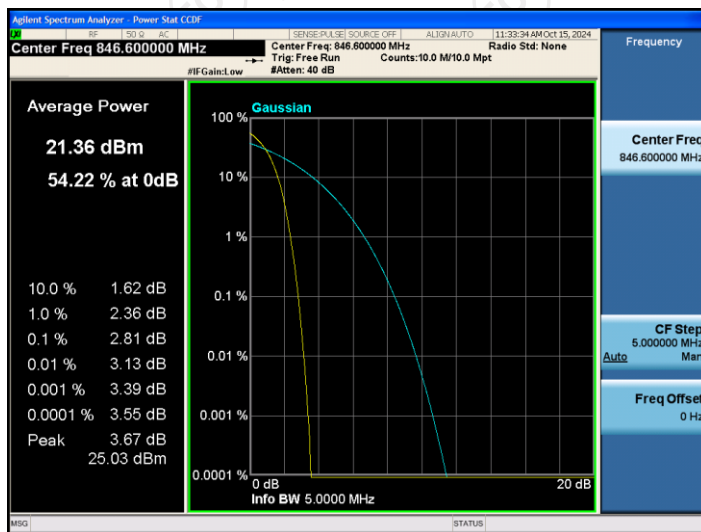 Agilent Spectrum Analyzer - Power Stat CCDF
RF 50 Ω AC SENSE:PULSE SOURCE OFF ALIGNAUTO 11:33:34 AM Oct 15, 2024
Center Freq 846.600000 MHz
Center Freq: 846.600000 MHz Radio Std: None
Trig: Free Run Counts:10.0 M/10.0 Mpt
#IFGain:Low #Atten: 40 dB
Average Power
21.36 dBm
54.22 % at 0dB
10.0 % 1.62 dB
1.0 % 2.36 dB
0.1 % 2.81 dB
0.01 % 3.13 dB
0.001 % 3.39 dB
0.0001 % 3.55 dB
Peak 3.67 dB
25.03 dBm
Gaussian
100 %
10 %
1 %
0.1 %
0.01 %
0.001 %
0.0001 %
0 dB 20 dB
Info BW 5.0000 MHz
Frequency
Center Freq
846.600000 MHz
CF Step
5.000000 MHz
Auto Man
Freq Offset
0 Hz
MSG STATUS